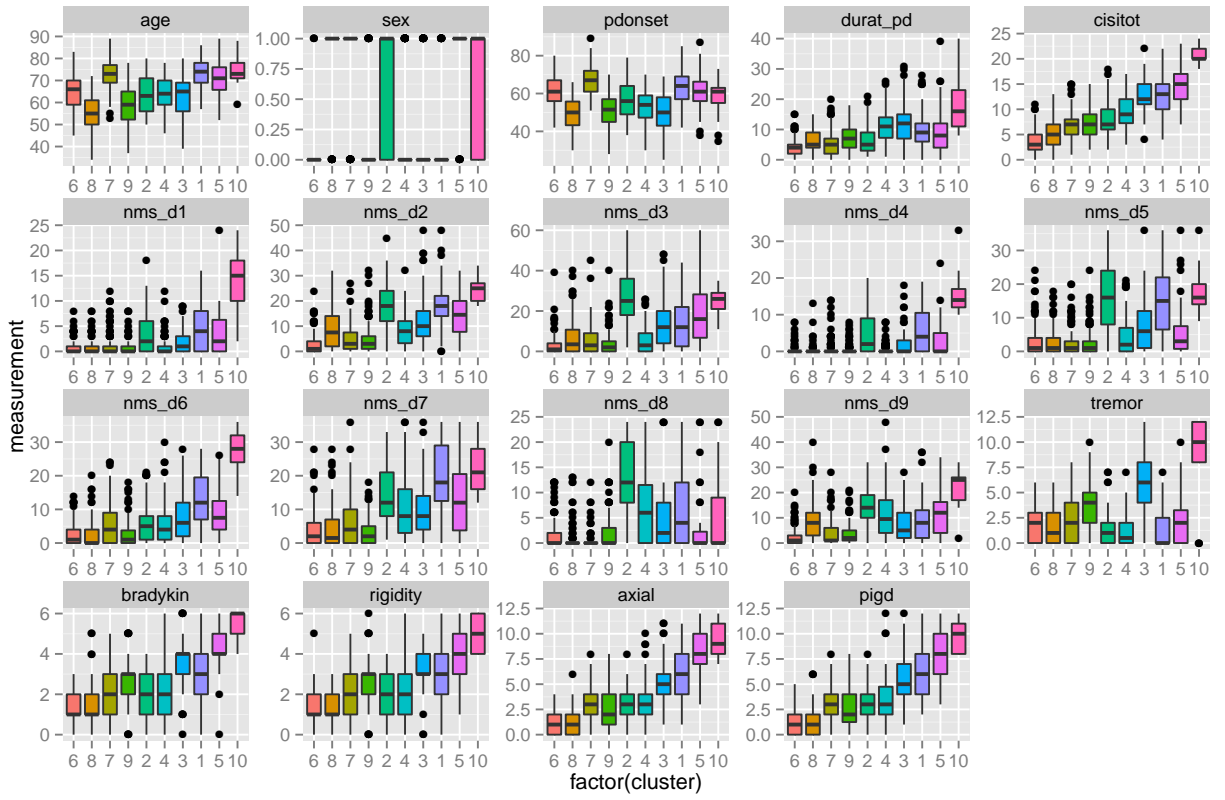 age sex pdonset durat_pd cisitot
90 80 70 60 50 40
1.00 0.75 0.50 0.25 0.00
80 60 40
40 30 20 10 0
25 20 15 10 5 0
6 8 7 9 2 4 3 1 5 10 6 8 7 9 2 4 3 1 5 10 6 8 7 9 2 4 3 1 5 10 6 8 7 9 2 4 3 1 5 10 6 8 7 9 2 4 3 1 5 10
nms_d1 nms_d2 nms_d3 nms_d4 nms_d5
25 20 15 10 5 0
50 40 30 20 10 0
60 40 20 0
30 20 10 0
30 20 10 0
6 8 7 9 2 4 3 1 5 10 6 8 7 9 2 4 3 1 5 10 6 8 7 9 2 4 3 1 5 10 6 8 7 9 2 4 3 1 5 10 6 8 7 9 2 4 3 1 5 10
measurement
nms_d6 nms_d7 nms_d8 nms_d9 tremor
30 20 10 0
30 20 10 0
25 20 15 10 5 0
50 40 30 20 10 0
12.5 10.0 7.5 5.0 2.5 0.0
6 8 7 9 2 4 3 1 5 10 6 8 7 9 2 4 3 1 5 10 6 8 7 9 2 4 3 1 5 10 6 8 7 9 2 4 3 1 5 10 6 8 7 9 2 4 3 1 5 10
bradykin rigidity axial pigd
6 4 2 0
6 4 2 0
12.5 10.0 7.5 5.0 2.5 0.0
12.5 10.0 7.5 5.0 2.5 0.0
6 8 7 9 2 4 3 1 5 10 6 8 7 9 2 4 3 1 5 10 6 8 7 9 2 4 3 1 5 10 6 8 7 9 2 4 3 1 5 10
factor(cluster)